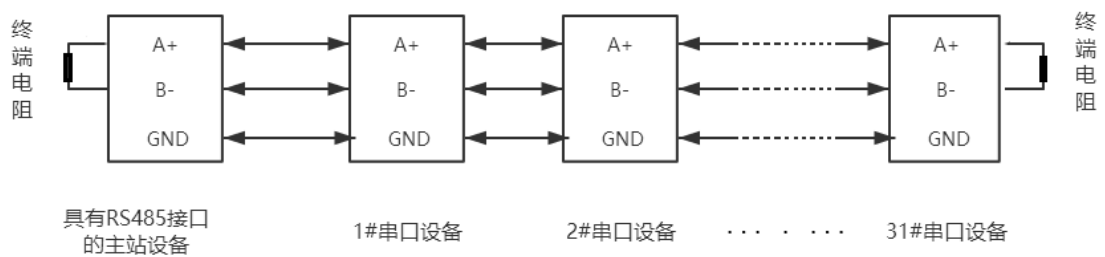 终端电阻
A+
A+
A+
A+
终端电阻
B-
B-
B-
B-
GND
GND
GND
GND
具有RS485接口
的主站设备
1#串口设备
2#串口设备
· · · · · ·
31#串口设备